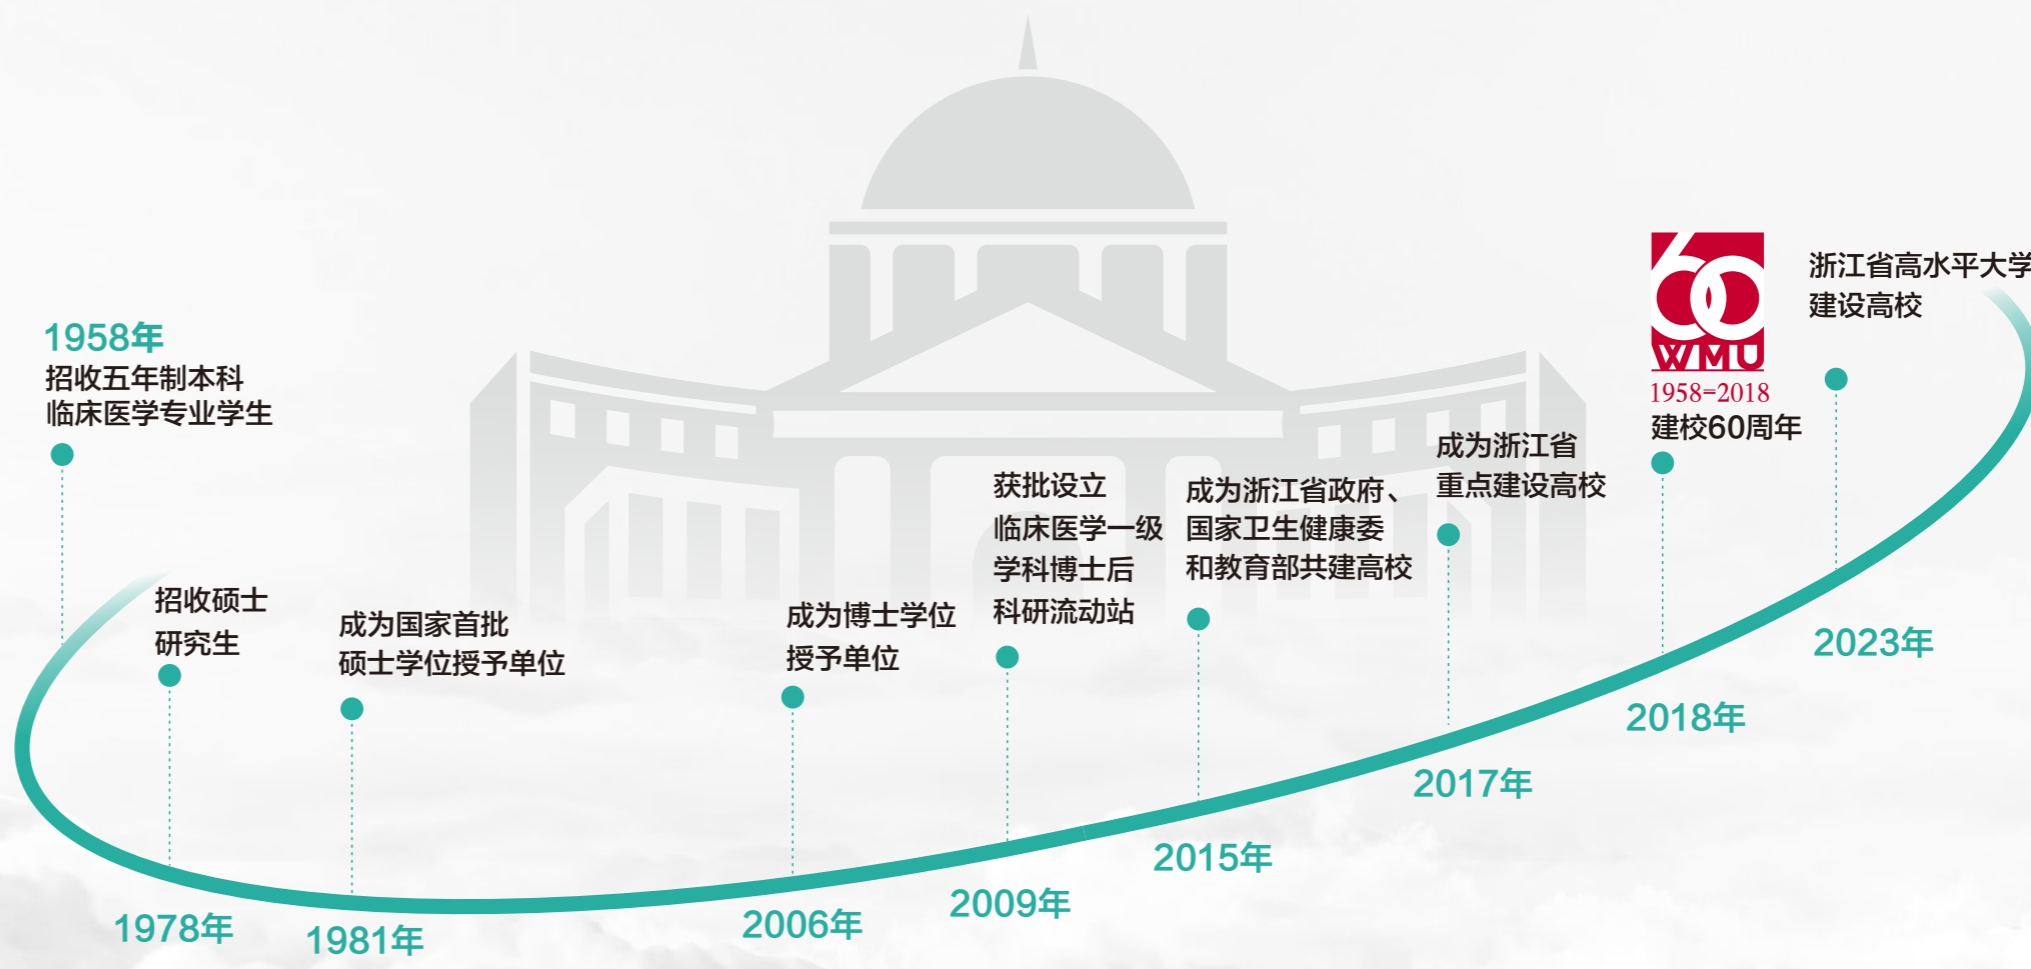 1958年
招收五年制本科
临床医学专业学生
招收硕士
研究生
1978年
成为国家首批
硕士学位授予单位
1981年
成为博士学位
授予单位
2006年
获批设立
临床医学一级
学科博士后
科研流动站
2009年
成为浙江省政府、
国家卫生健康委
和教育部共建高校
2015年
成为浙江省
重点建设高校
2017年
60
WMU
1958=2018
建校60周年
2018年
浙江省高水平大学
建设高校
2023年